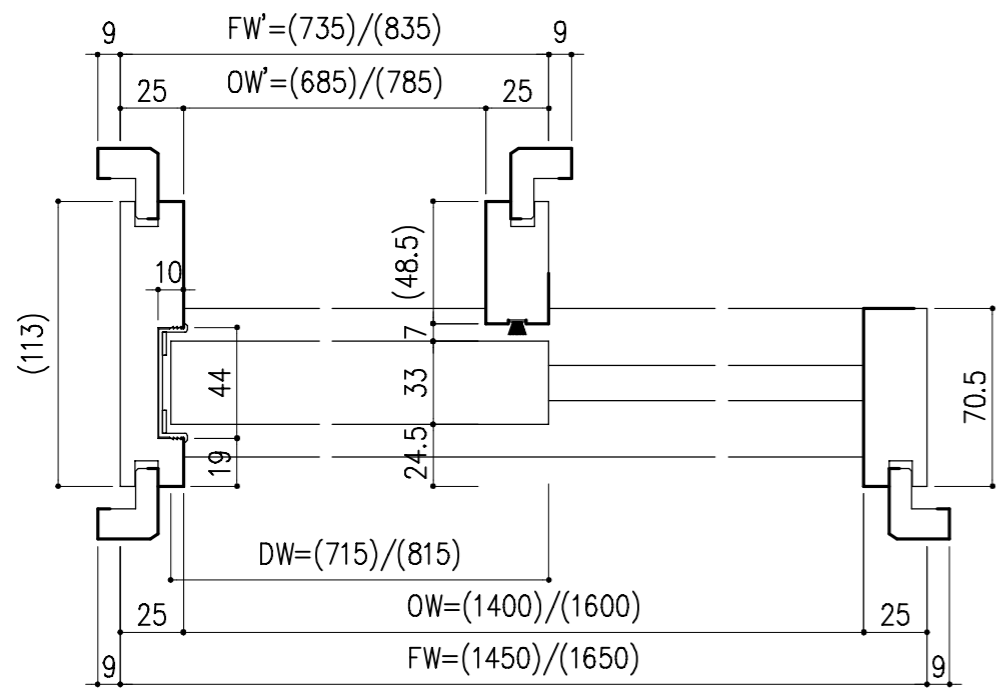 9 FW'=(735)/(835) 9
25 OW'=(685)/(785) 25
(48.5)
10
(113)
7
44
33
70.5
19
24.5
DW=(715)/(815)
25 OW=(1400)/(1600) 25
9 FW=(1450)/(1650) 9